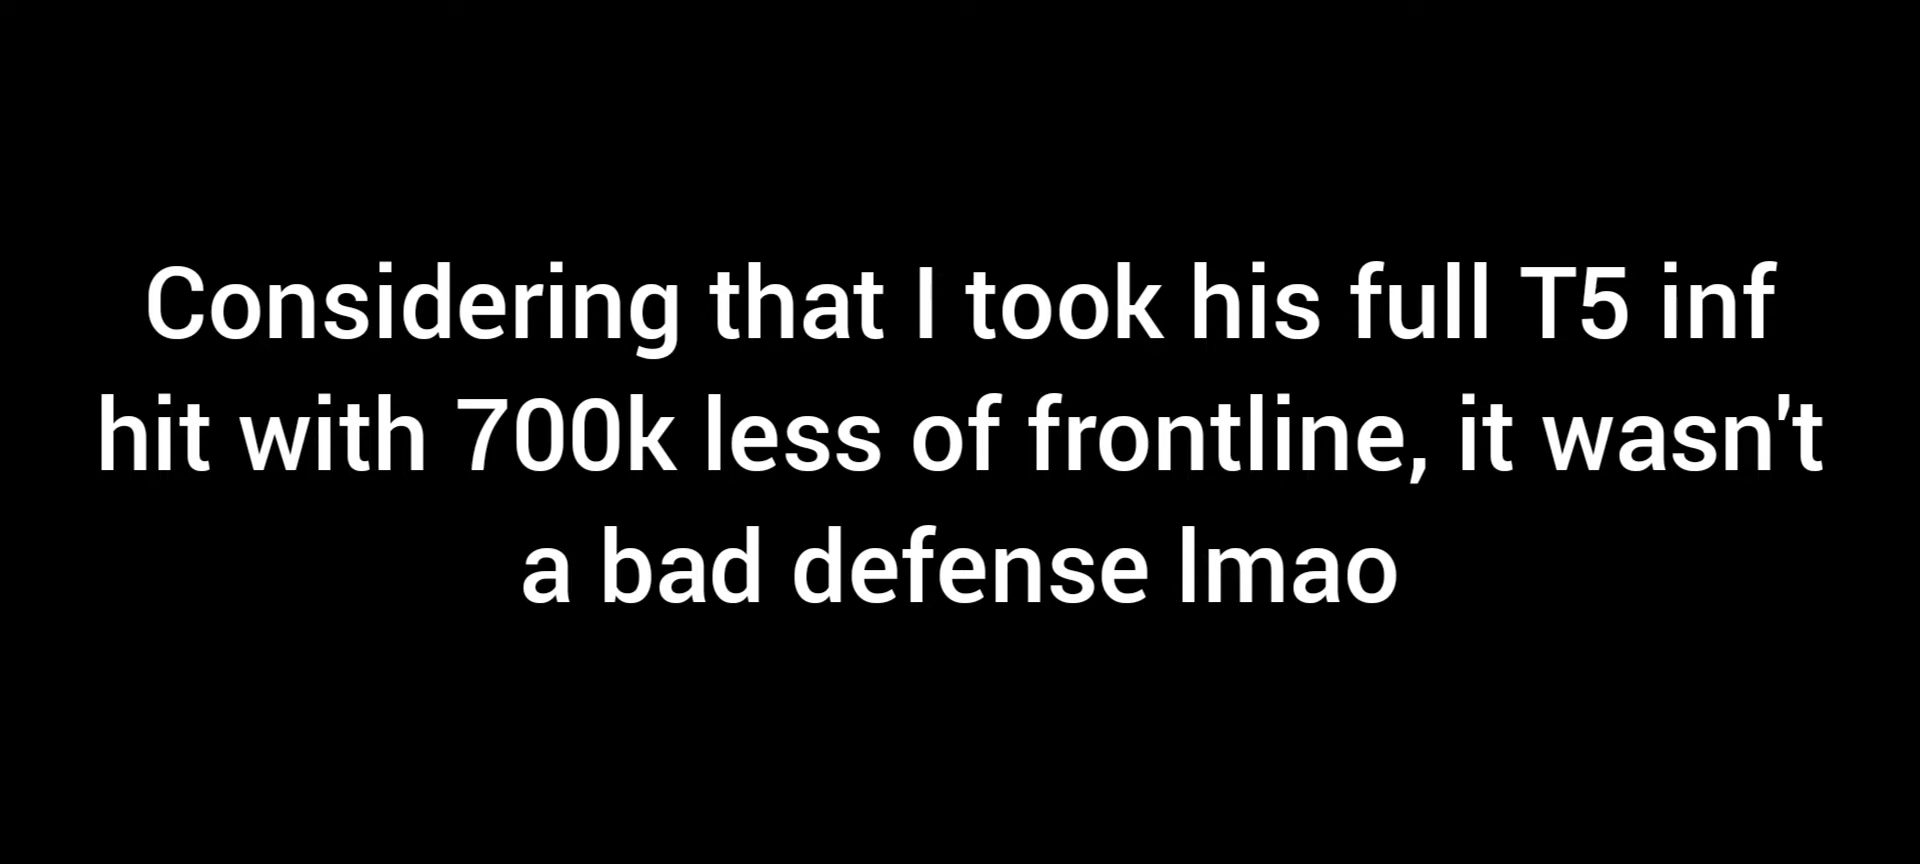 Considering that I took his full T5 inf
hit with 700k less of frontline, it wasn't
a bad defense lmao